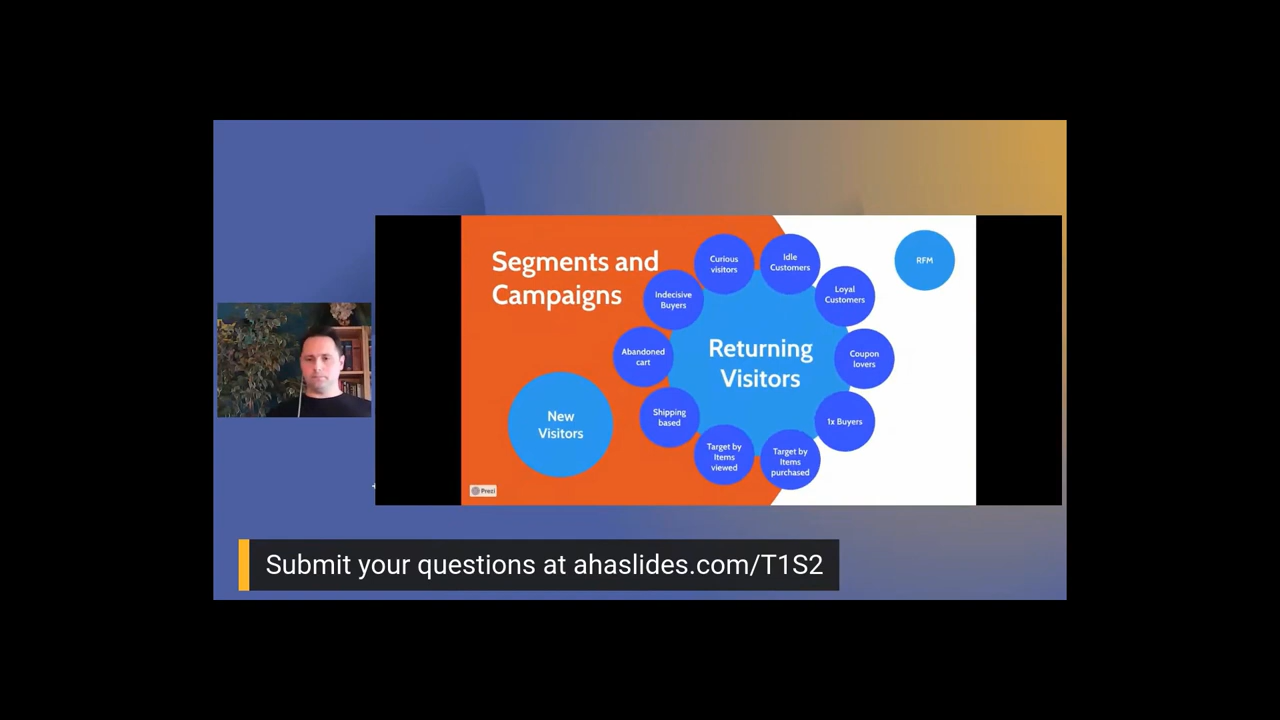 Segments and
Campaigns
Curious
visitors
Idle
Customers
RFM
Indecisive
Buyers
Loyal
Customers
Abandoned
cart
Returning
Visitors
Coupon
lovers
Shipping
based
1x Buyers
New
Visitors
Target by
Items
viewed
Target by
Items
purchased
Prezi
Submit your questions at ahaslides.com/T1S2